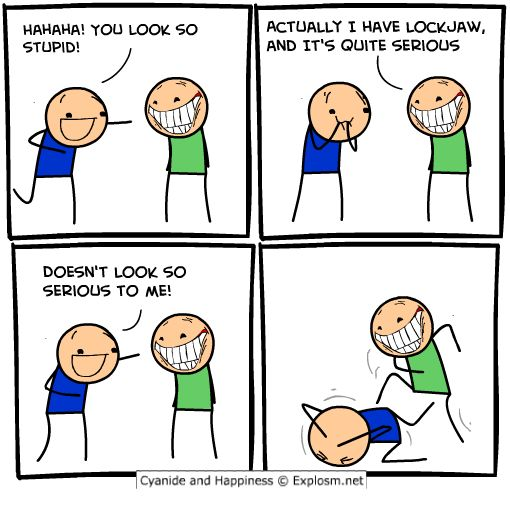 HAHAHA! YOU LOOK SO
STUPID!
ACTUALLY I HAVE LOCKJAW,
AND IT'S QUITE SERIOUS
DOESN'T LOOK SO
SERIOUS TO ME!
Cyanide and Happiness © Explosm.net